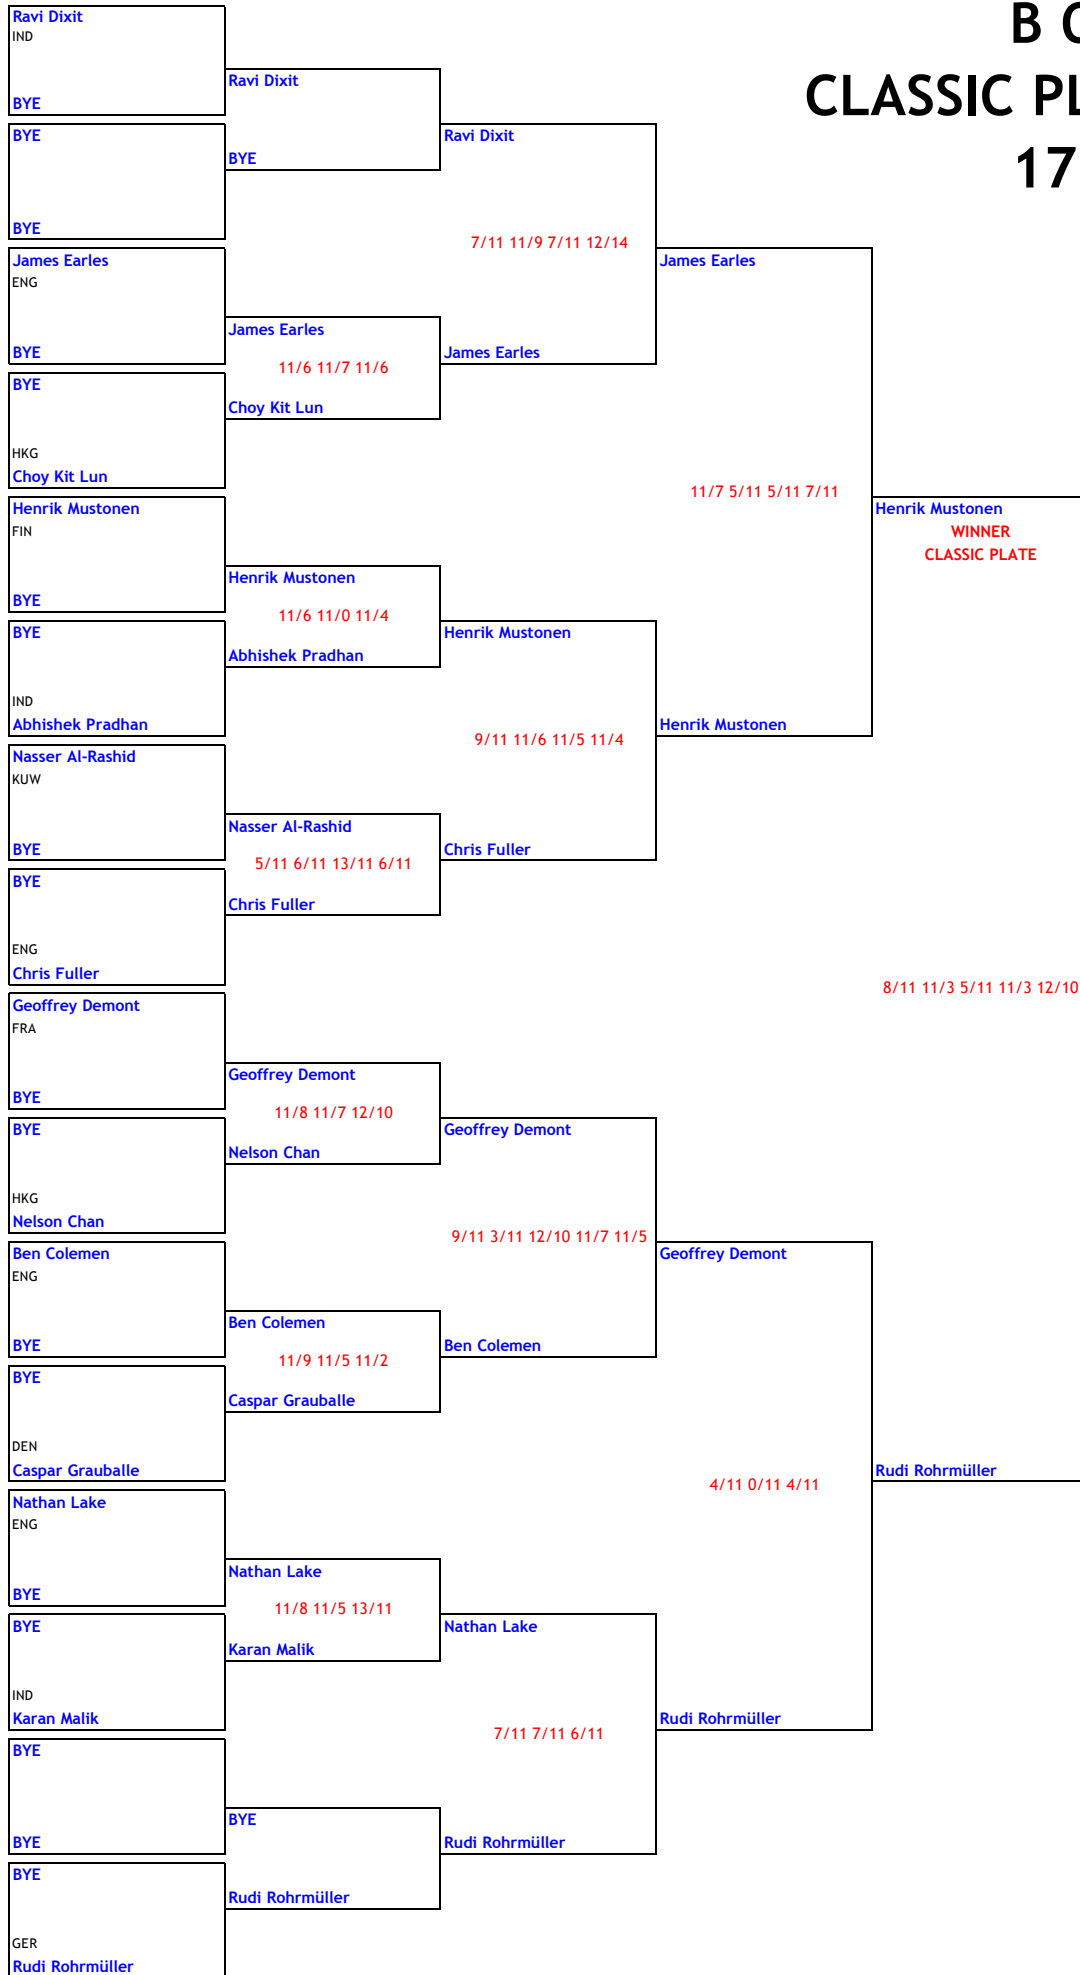 B
CLASSIC
17
Ravi Dixit
IND
BYE
BYE
BYE
James Earles
ENG
BYE
BYE
HKG
Choy Kit Lun
Henrik Mustonen
FIN
BYE
BYE
IND
Abhishek Pradhan
Nasser Al-Rashid
KUW
BYE
BYE
ENG
Chris Fuller
Geoffrey Demont
FRA
BYE
BYE
HKG
Nelson Chan
Ben Colemen
ENG
BYE
BYE
DEN
Caspar Grauballe
Nathan Lake
ENG
BYE
BYE
IND
Karan Malik
BYE
BYE
BYE
GER
Rudi Rohrmüller
Ravi Dixit
BYE
James Earles
11/6 11/7 11/6
Choy Kit Lun
Henrik Mustonen
11/6 11/0 11/4
Abhishek Pradhan
Nasser Al-Rashid
5/11 6/11 13/11 6/11
Chris Fuller
Geoffrey Demont
11/8 11/7 12/10
Nelson Chan
Ben Colemen
11/9 11/5 11/2
Caspar Grauballe
Nathan Lake
11/8 11/5 13/11
Karan Malik
BYE
Rudi Rohrmüller
Ravi Dixit
7/11 11/9 7/11 12/14
James Earles
Henrik Mustonen
9/11 11/6 11/5 11/4
Chris Fuller
Geoffrey Demont
9/11 3/11 12/10 11/7 11/5
Ben Colemen
Nathan Lake
7/11 7/11 6/11
Rudi Rohrmüller
James Earles
11/7 5/11 5/11 7/11
Henrik Mustonen
Geoffrey Demont
4/11 0/11 4/11
Rudi Rohrmüller
Henrik Mustonen
WINNER
CLASSIC PLATE
8/11 11/3 5/11 11/3 12/10
Rudi Rohrmüller